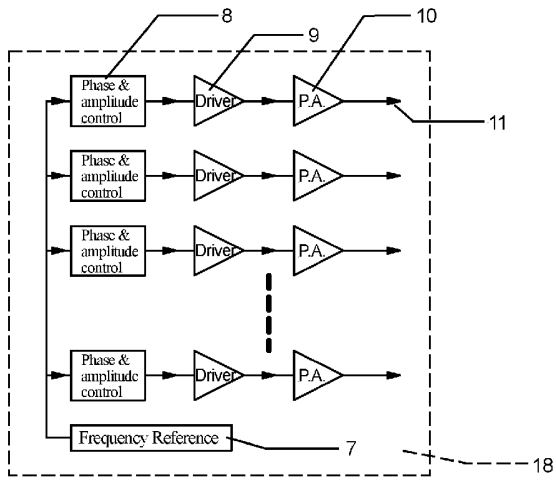 8
9
10
Phase &
amplitude
control
Driver
P.A.
11
Phase &
amplitude
control
Driver
P.A.
Phase &
amplitude
control
Driver
P.A.
Phase &
amplitude
control
Driver
P.A.
Frequency Reference
7
18